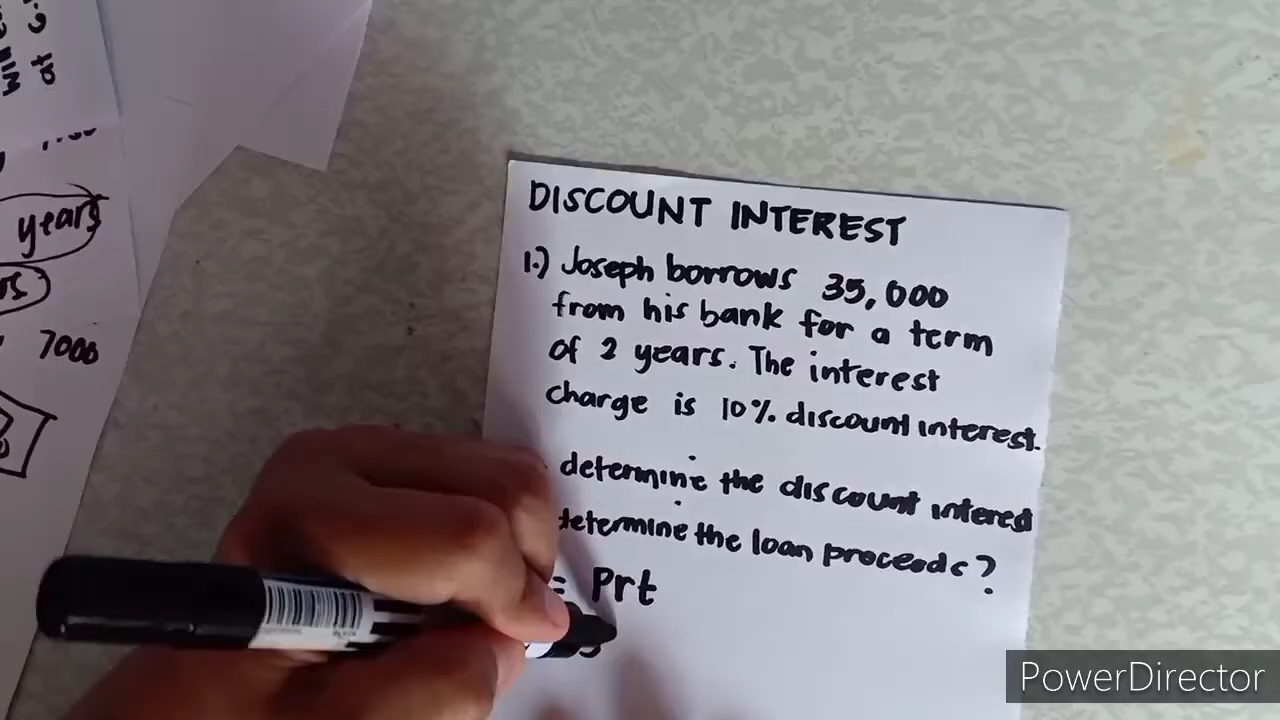 at
years
7000
DISCOUNT INTEREST
1.) Joseph borrows 35,000
from his bank for a term
of 2 years. The interest
charge is 10% discount interest.
determine the discount interest
determine the loan proceeds?
= Prt
PowerDirector